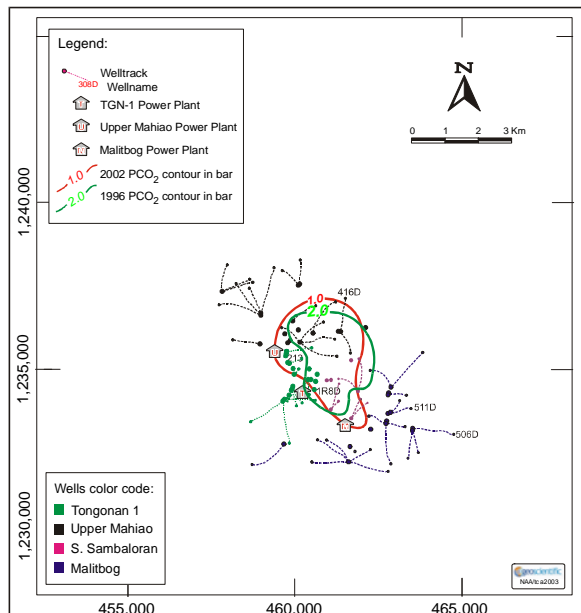 Legend:
Welltrack
308D
Wellname
TGN-1 Power Plant
Upper Mahiao Power Plant
Malitbog Power Plant
1.0 2002 PCO2 contour in bar
2.0 1996 PCO2 contour in bar
N
0 1 2 3 Km
1,240,000
1,235,000
1,230,000
416D
1.0
2.0
213
1R8D
511D
506D
Wells color code:
Tongonan 1
Upper Mahiao
S. Sambaloran
Malitbog
geoscientific
NAA/tca2003
455.000
460.000
465.000